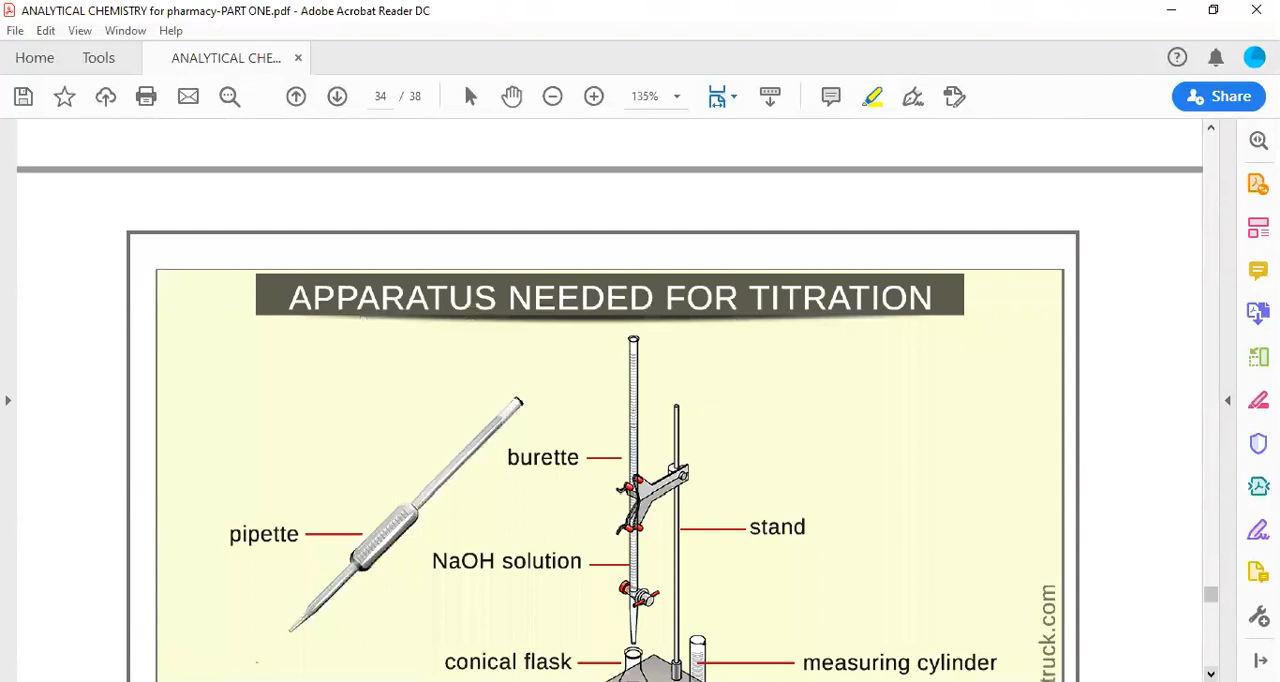 ANALYTICAL CHEMISTRY for pharmacy-PART ONE.pdf - Adobe Acrobat Reader DC
File Edit View Window Help
Home Tools ANALYTICAL CHE... ×
34 / 38 135% Share
APPARATUS NEEDED FOR TITRATION
burette
pipette
stand
NaOH solution
conical flask
measuring cylinder
truck.com